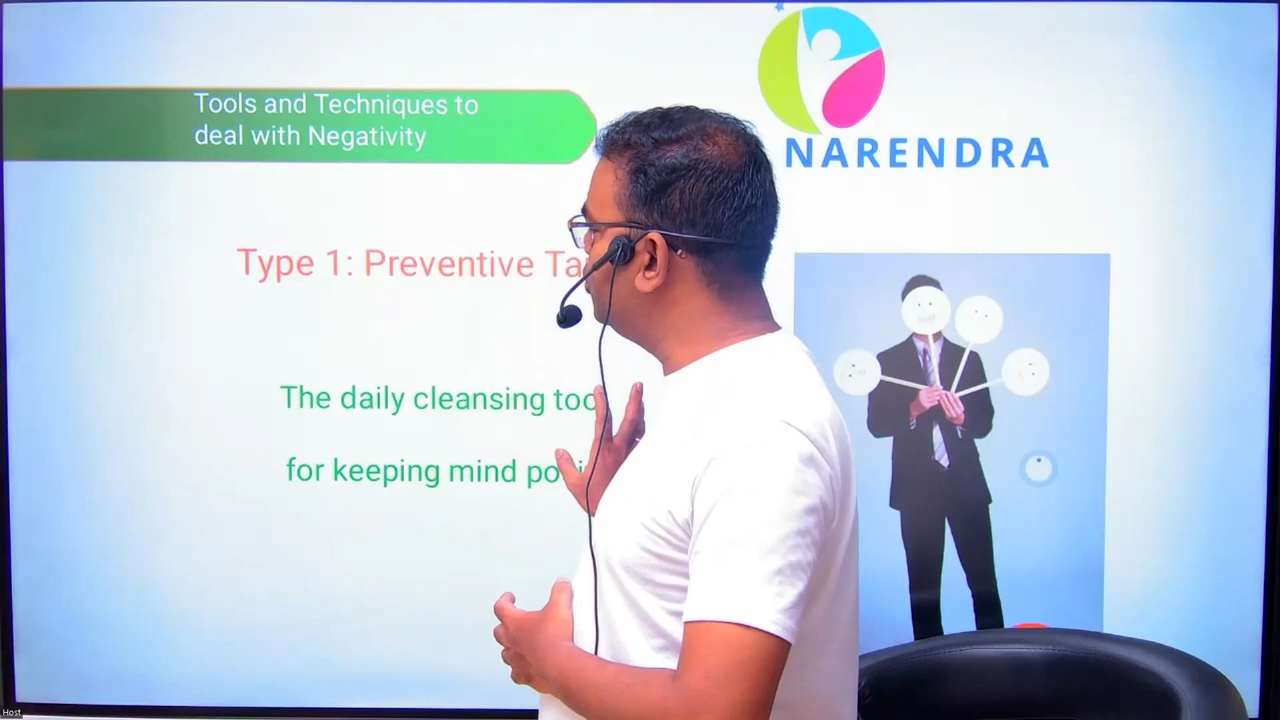 Tools and Techniques to
deal with Negativity
NARENDRA
Type 1: Preventive
The daily cleansing
for keeping mind
Host